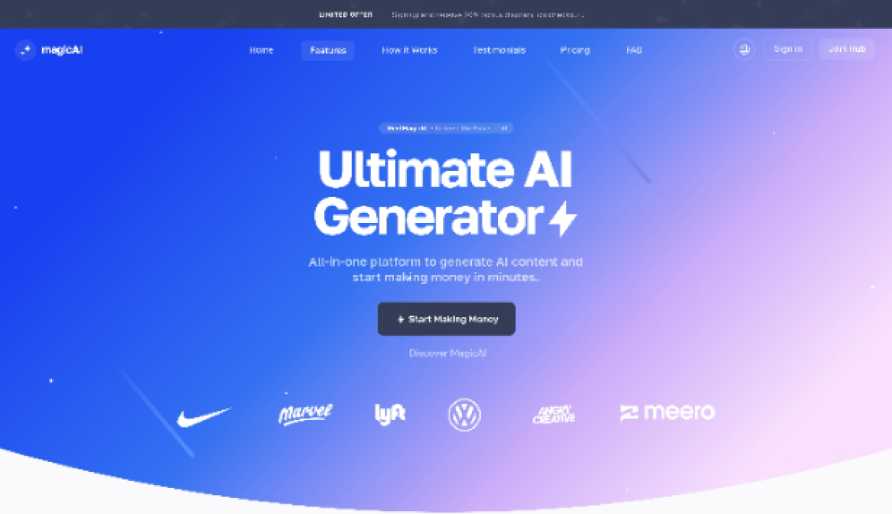 LIMITED OFFER
magicAI
Home
Features
How it Works
Testimonials
Pricing
FAQ
Sign In
Join Hub
Ultimate AI
Generator
All-in-one platform to generate AI content and
start making money in minutes.
Start Making Money
Discover MagicAI
Marvel
lyft
ANGRY
CREATIVE
meero